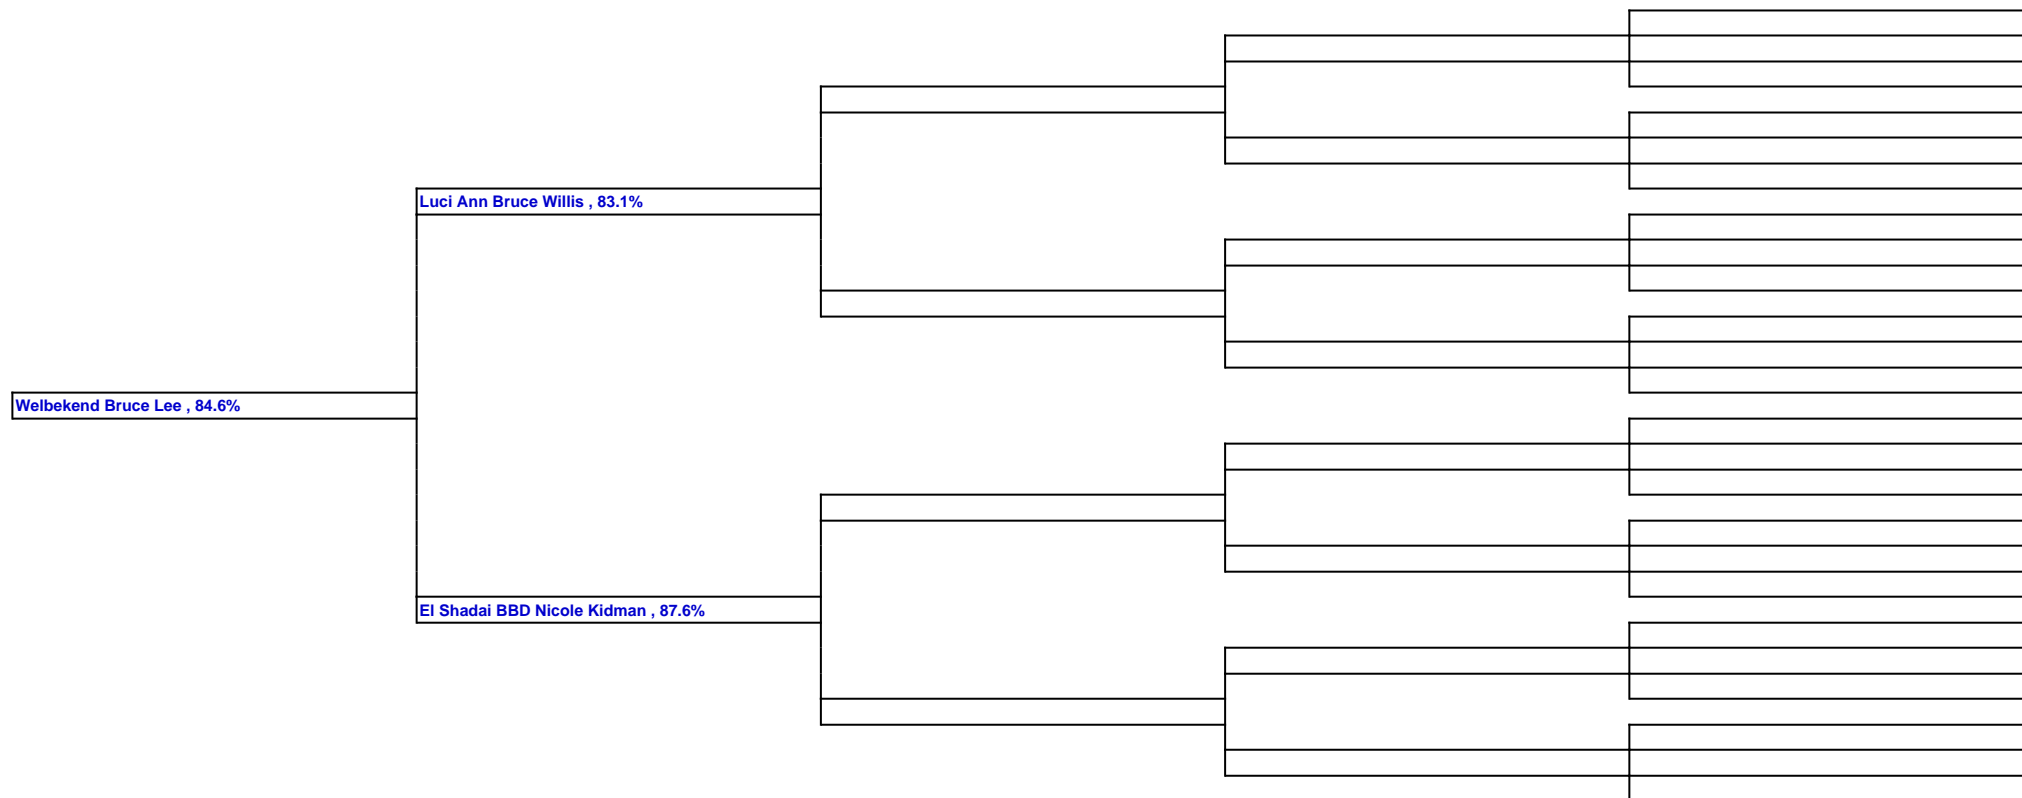 Luci Ann Bruce Willis , 83.1%
Welbekend Bruce Lee , 84.6%
El Shadai BBD Nicole Kidman , 87.6%